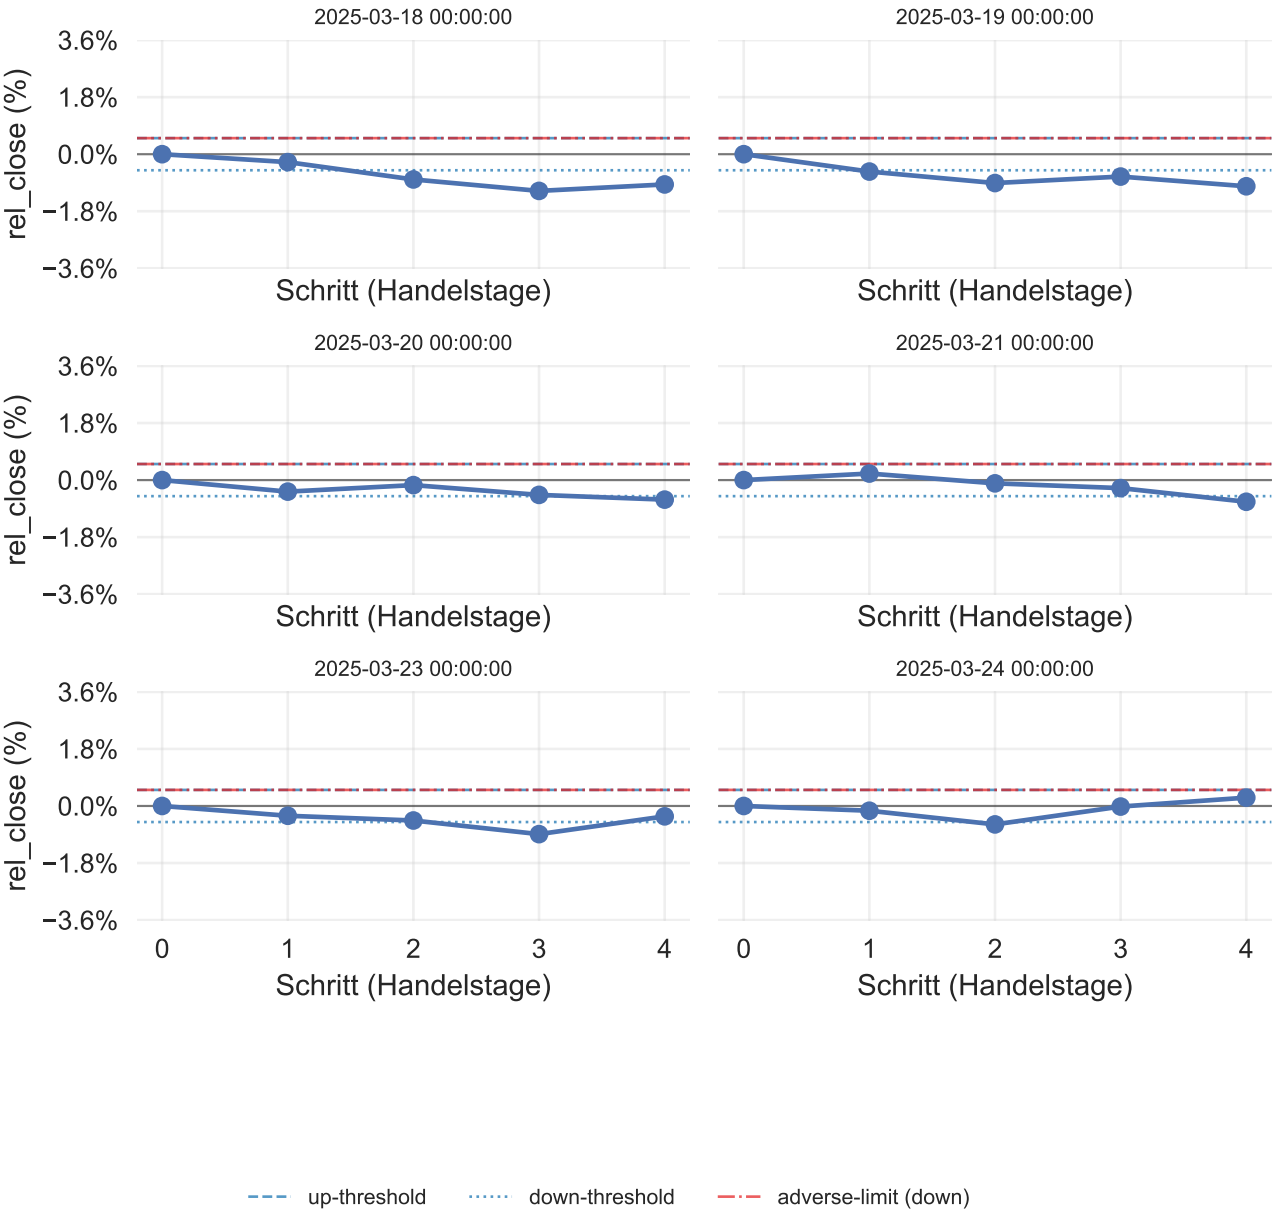 2025-03-18 00:00:00
2025-03-19 00:00:00
3.6%
1.8%
0.0%
−1.8%
−3.6%
rel_close (%)
Schritt (Handelstage)
Schritt (Handelstage)
2025-03-20 00:00:00
2025-03-21 00:00:00
3.6%
1.8%
0.0%
−1.8%
−3.6%
rel_close (%)
Schritt (Handelstage)
Schritt (Handelstage)
2025-03-23 00:00:00
2025-03-24 00:00:00
3.6%
1.8%
0.0%
−1.8%
−3.6%
rel_close (%)
0 1 2 3 4
0 1 2 3 4
Schritt (Handelstage)
Schritt (Handelstage)
up-threshold
down-threshold
adverse-limit (down)